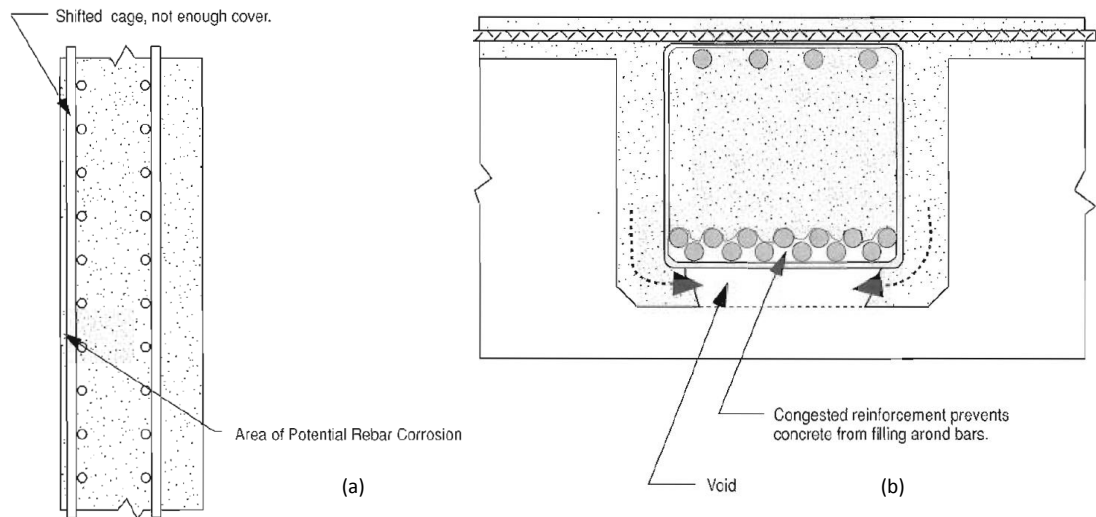 Shifted cage, not enough cover.
Area of Potential Rebar Corrosion
(a)
Congested reinforcement prevents
concrete from filling arond bars.
Void
(b)